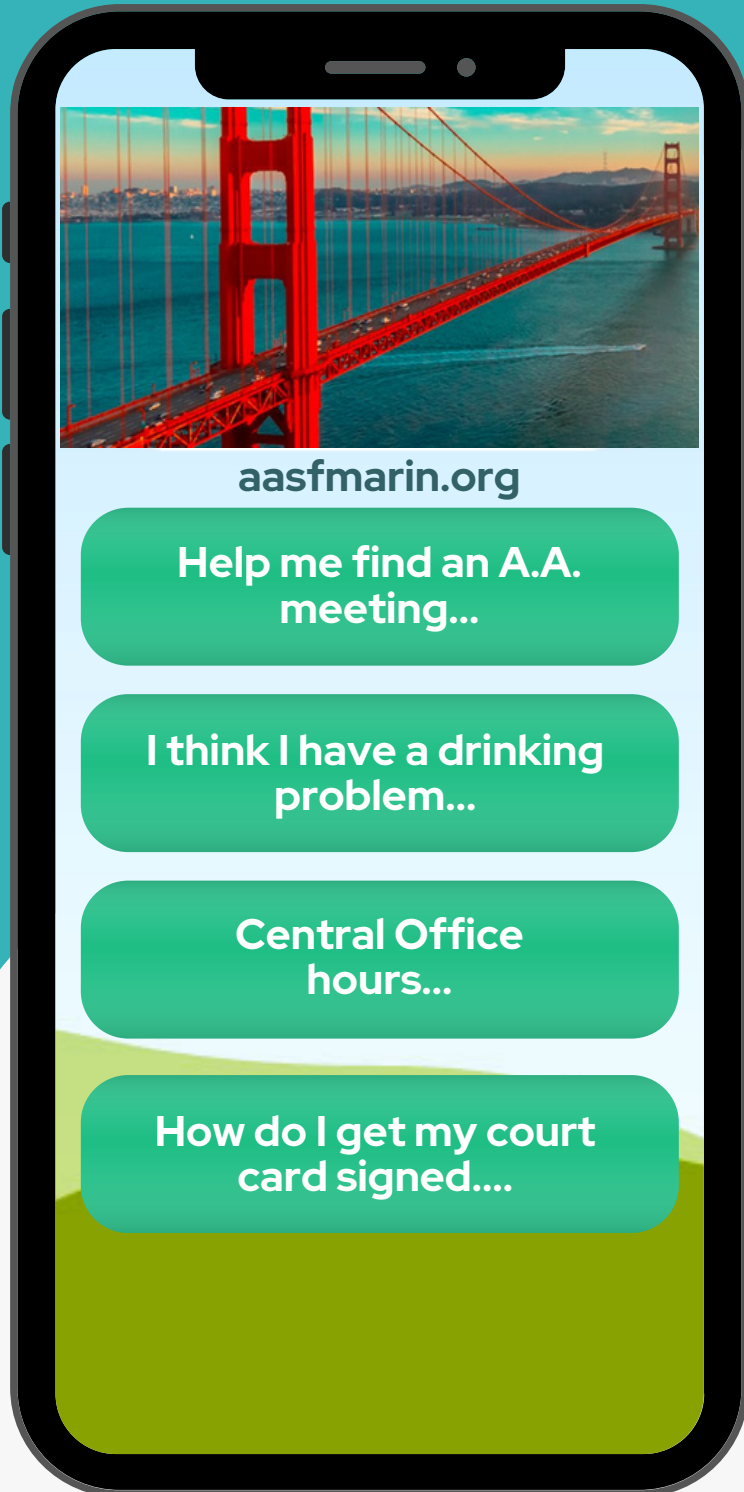 aasfmarin.org
Help me find an A.A.
meeting...
I think I have a drinking
problem...
Central Office
hours...
How do I get my court
card signed....